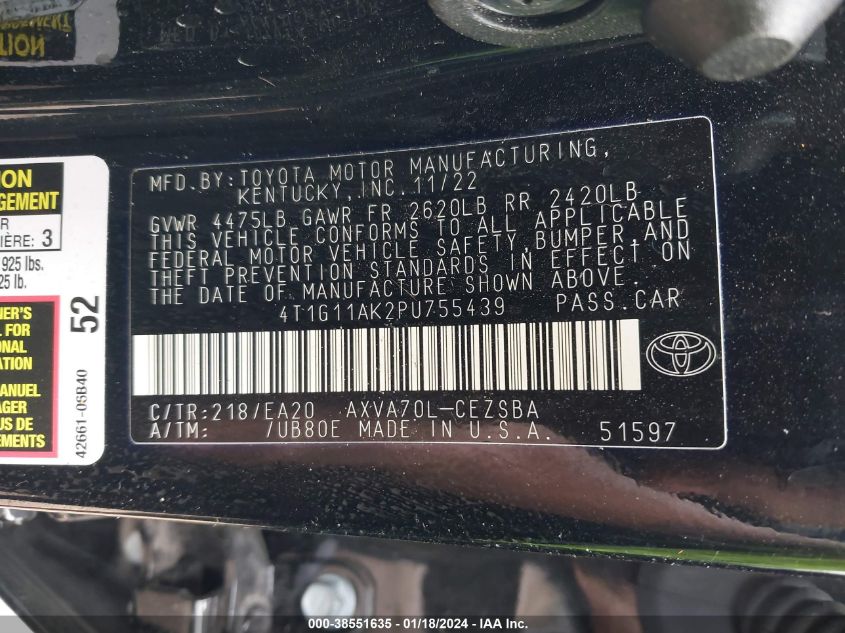 MFD.BY: TOYOTA MOTOR MANUFACTURING,
KENTUCKY, INC. 11/22
GVWR 4475LB GAWR FR 2620LB RR 2420LB
THIS VEHICLE CONFORMS TO ALL APPLICABLE
FEDERAL MOTOR VEHICLE SAFETY, BUMPER, AND
THEFT PREVENTION STANDARDS IN EFFECT ON
THE DATE OF MANUFACTURE SHOWN ABOVE.
4T1G11AK2PU755439 PASS.CAR
C/TR:218/EA20 AXVA70L-CEZSBA
A/TM: /UB80E MADE IN U.S.A. 51597
ION
GEMENT
R
IÈRE: 3
925 lbs.
25 lb.
NER'S
L FOR
ONAL
ATION
MANUEL
AGER
US DE
EMENTS
52
42661-06B40
000-38551635 - 01/18/2024 - IAA Inc.